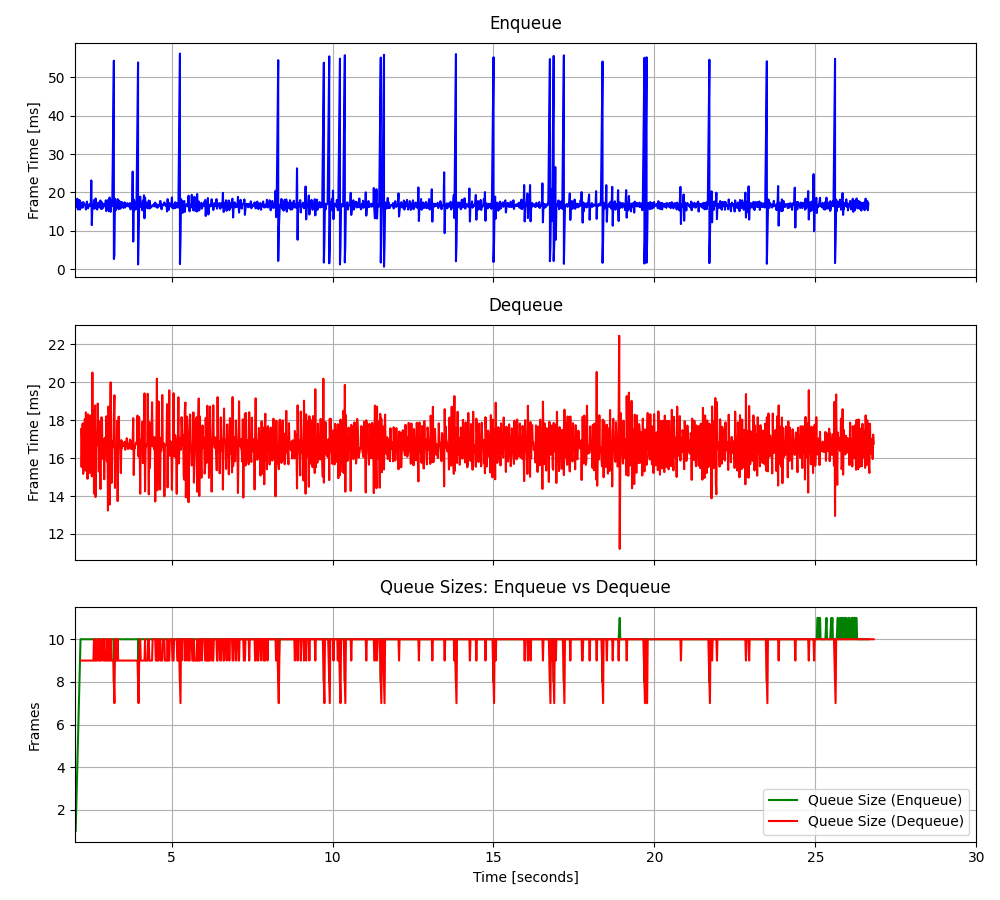 Enqueue
Frame Time [ms]
50
40
30
20
10
0
Dequeue
Frame Time [ms]
22
20
18
16
14
12
Queue Sizes: Enqueue vs Dequeue
Frames
10
8
6
4
2
Queue Size (Enqueue)
Queue Size (Dequeue)
5 10 15 20 25 30
Time [seconds]